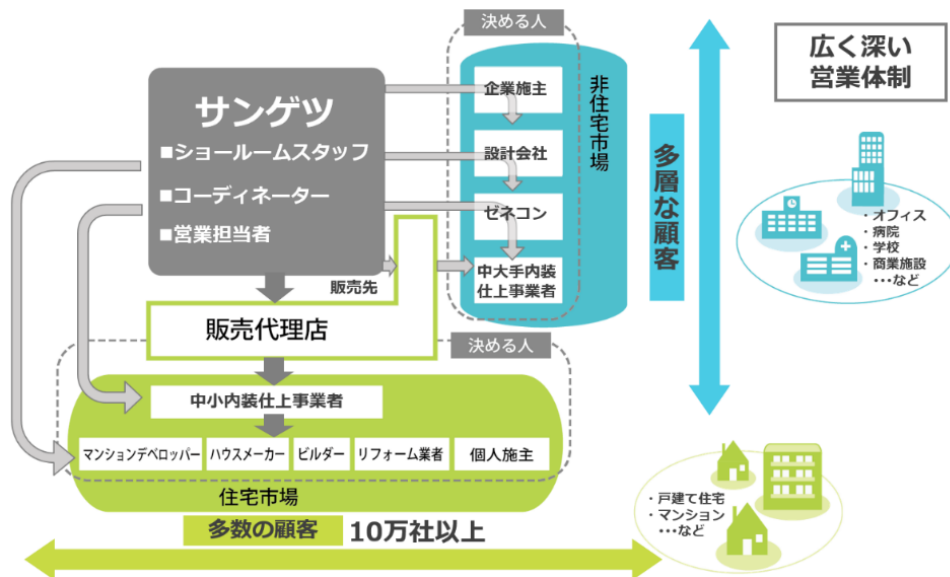 決める人
広く深い
営業体制
サンゲツ
■ショールームスタッフ
■コーディネーター
■営業担当者
企業施主
設計会社
ゼネコン
中大手内装
仕上事業者
非住宅市場
多層な顧客
・オフィス
・病院
・学校
・商業施設
・・・など
販売先
販売代理店
決める人
中小内装仕上事業者
マンションデベロッパー
ハウスメーカー
ビルダー
リフォーム業者
個人施主
住宅市場
・戸建て住宅
・マンション
・・・など
多数の顧客 10万社以上